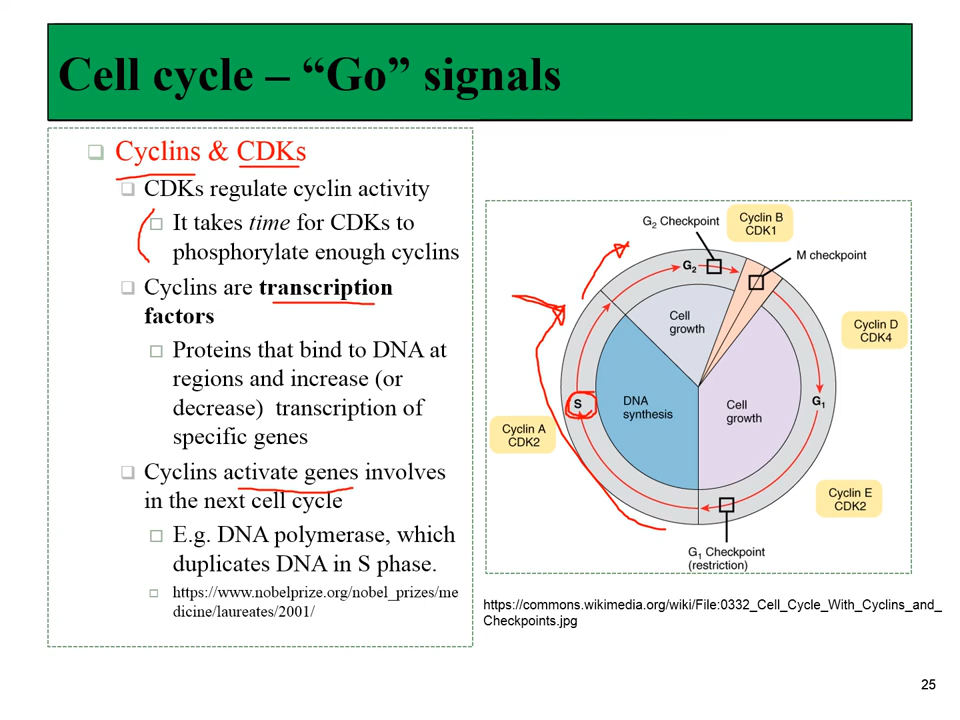 Cell cycle – “Go” signals
Cyclins & CDKs
CDKs regulate cyclin activity
It takes time for CDKs to
phosphorylate enough cyclins
Cyclins are transcription
factors
Proteins that bind to DNA at
regions and increase (or
decrease) transcription of
specific genes
Cyclins activate genes involves
in the next cell cycle
E.g. DNA polymerase, which
duplicates DNA in S phase.
https://www.nobelprize.org/nobel_prizes/me
dicine/laureates/2001/
G2 Checkpoint
Cyclin B
CDK1
M checkpoint
G2
Cell
growth
Cyclin D
CDK4
S
DNA
synthesis
Cell
growth
G1
Cyclin A
CDK2
Cyclin E
CDK2
G1 Checkpoint
(restriction)
https://commons.wikimedia.org/wiki/File:0332_Cell_Cycle_With_Cyclins_and_
Checkpoints.jpg
25